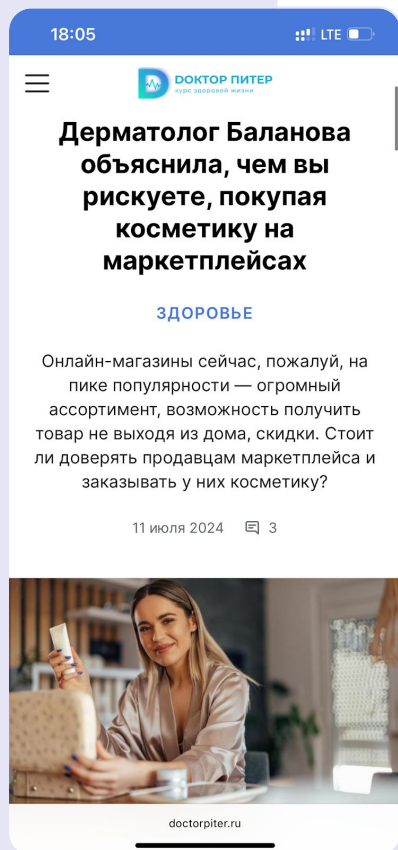 18:05
LTE
ДОКТОР ПИТЕР
курс здоровой жизни
Дерматолог Баланова
объяснила, чем вы
рискуете, покупая
косметику на
маркетплейсах
ЗДОРОВЬЕ
Онлайн-магазины сейчас, пожалуй, на
пике популярности — огромный
ассортимент, возможность получить
товар не выходя из дома, скидки. Стоит
ли доверять продавцам маркетплейса и
заказывать у них косметику?
11 июля 2024 3
doctorpiter.ru